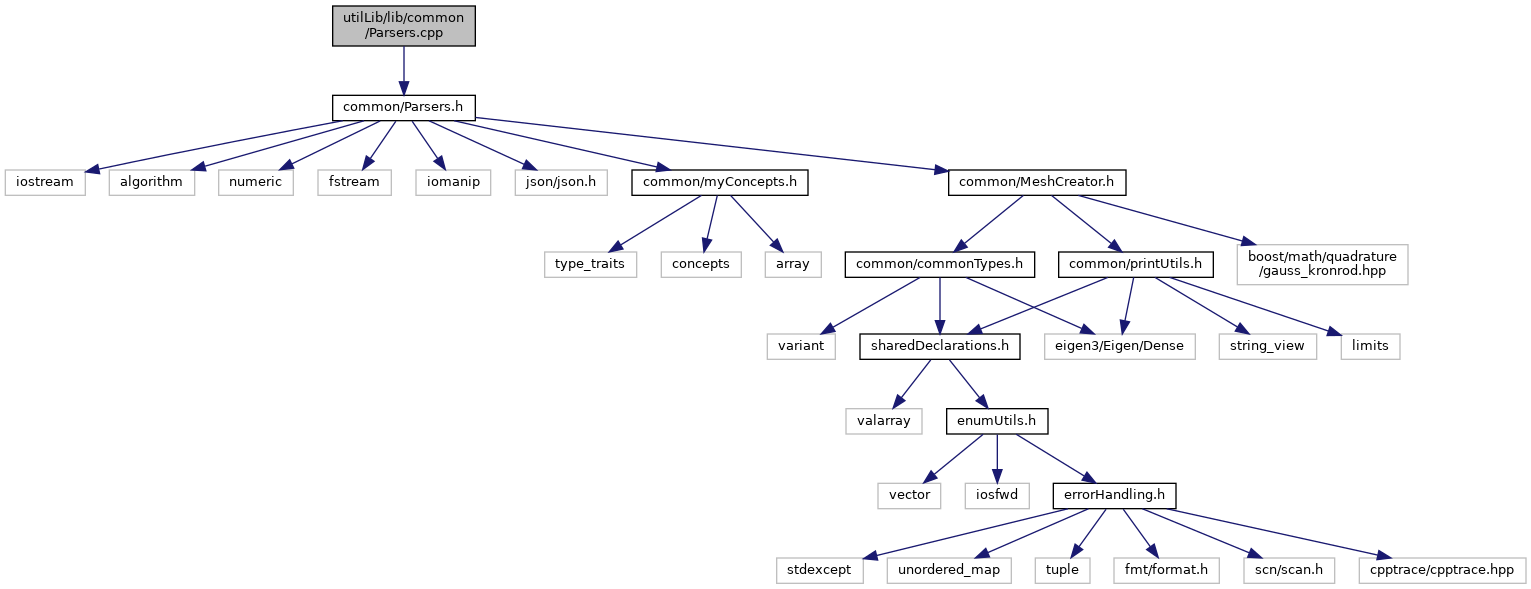 utilLib/lib/common
/Parsers.cpp
common/Parsers.h
iostream
algorithm
numeric
fstream
iomanip
json/json.h
common/myConcepts.h
common/MeshCreator.h
type_traits
concepts
array
common/commonTypes.h
common/printUtils.h
boost/math/quadrature
/gauss_kronrod.hpp
variant
sharedDeclarations.h
eigen3/Eigen/Dense
string_view
limits
valarray
enumUtils.h
vector
iosfwd
errorHandling.h
stdexcept
unordered_map
tuple
fmt/format.h
scn/scan.h
cpptrace/cpptrace.hpp